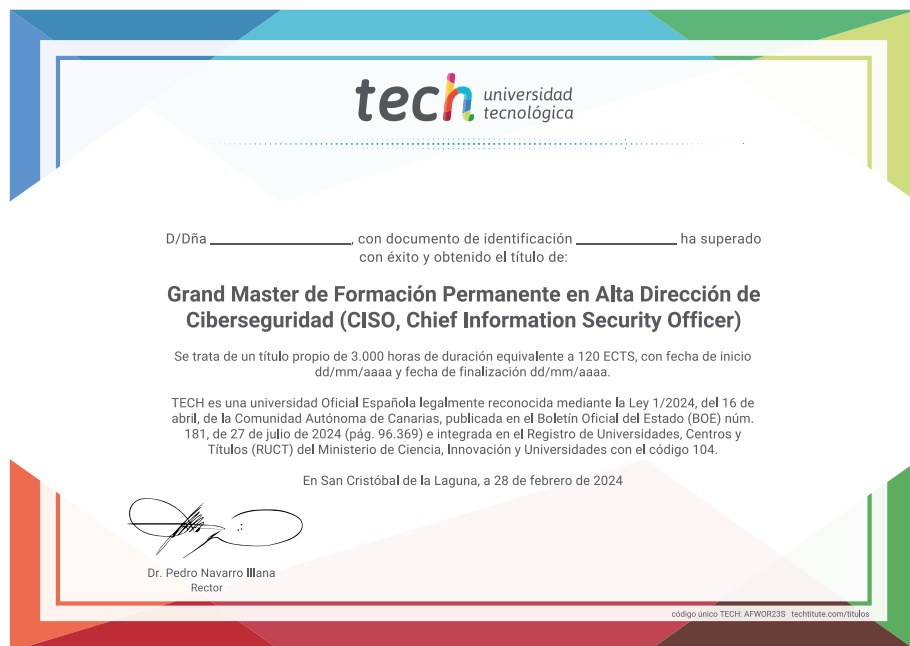 tech universidad
tecnológica
D/Dña ____________________, con documento de identificación ______________ ha superado
con éxito y obtenido el título de:
Grand Master de Formación Permanente en Alta Dirección de
Ciberseguridad (CISO, Chief Information Security Officer)
Se trata de un título propio de 3.000 horas de duración equivalente a 120 ECTS, con fecha de inicio
dd/mm/aaaa y fecha de finalización dd/mm/aaaa.
TECH es una universidad Oficial Española legalmente reconocida mediante la Ley 1/2024, del 16 de
abril, de la Comunidad Autónoma de Canarias, publicada en el Boletín Oficial del Estado (BOE) núm.
181, de 27 de julio de 2024 (pág. 96.369) e integrada en el Registro de Universidades, Centros y
Títulos (RUCT) del Ministerio de Ciencia, Innovación y Universidades con el código 104.
En San Cristóbal de la Laguna, a 28 de febrero de 2024
Dr. Pedro Navarro Illana
Rector
código único TECH: AFWOR23S techtitute.com/titulos